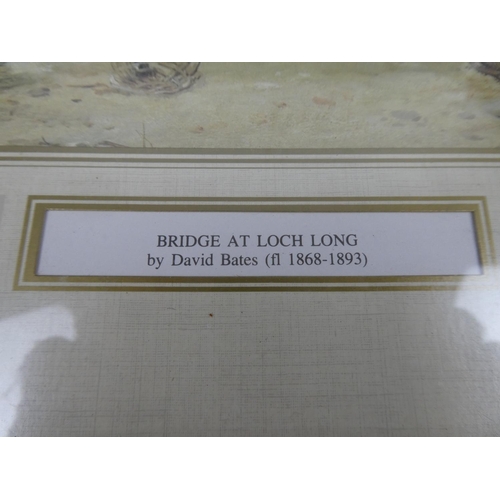 BRIDGE AT LOCH LONG
by David Bates (fl 1868-1893)